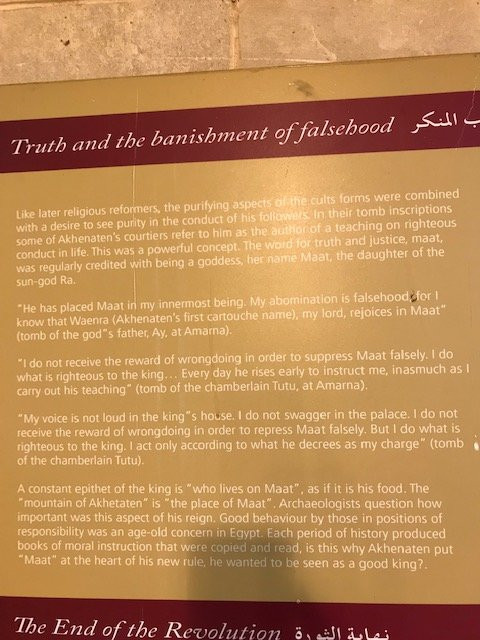 Truth and the banishment of falsehood المنكر
Like later religious reformers, the purifying aspects of the cults forms were combined
with a desire to see purity in the conduct of his followers. In their tomb inscriptions
some of Akhenaten's courtiers refer to him as the author of a teaching on righteous
conduct in life. This was a powerful concept. The word for truth and justice, maat,
was regularly credited with being a goddess, her name Maat, the daughter of the
sun-god Ra.
"He has placed Maat in my innermost being. My abomination is falsehood, for I
know that Waenra (Akhenaten's first cartouche name), my lord, rejoices in Maat"
(tomb of the god"s father, Ay, at Amarna).
"I do not receive the reward of wrongdoing in order to suppress Maat falsely. I do
what is righteous to the king... Every day he rises early to instruct me, inasmuch as I
carry out his teaching" (tomb of the chamberlain Tutu, at Amarna).
"My voice is not loud in the king"s house. I do not swagger in the palace. I do not
receive the reward of wrongdoing in order to repress Maat falsely. But I do what is
righteous to the king. I act only according to what he decrees as my charge" (tomb
of the chamberlain Tutu).
A constant epithet of the king is "who lives on Maat", as if it is his food. The
"mountain of Akhetaten" is "the place of Maat". Archaeologists question how
important was this aspect of his reign. Good behaviour by those in positions of
responsibility was an age-old concern in Egypt. Each period of history produced
books of moral instruction that were copied and read, is this why Akhenaten put
"Maat" at the heart of his new rule, he wanted to be seen as a good king?.
The End of the Revolution نهاية الثورة